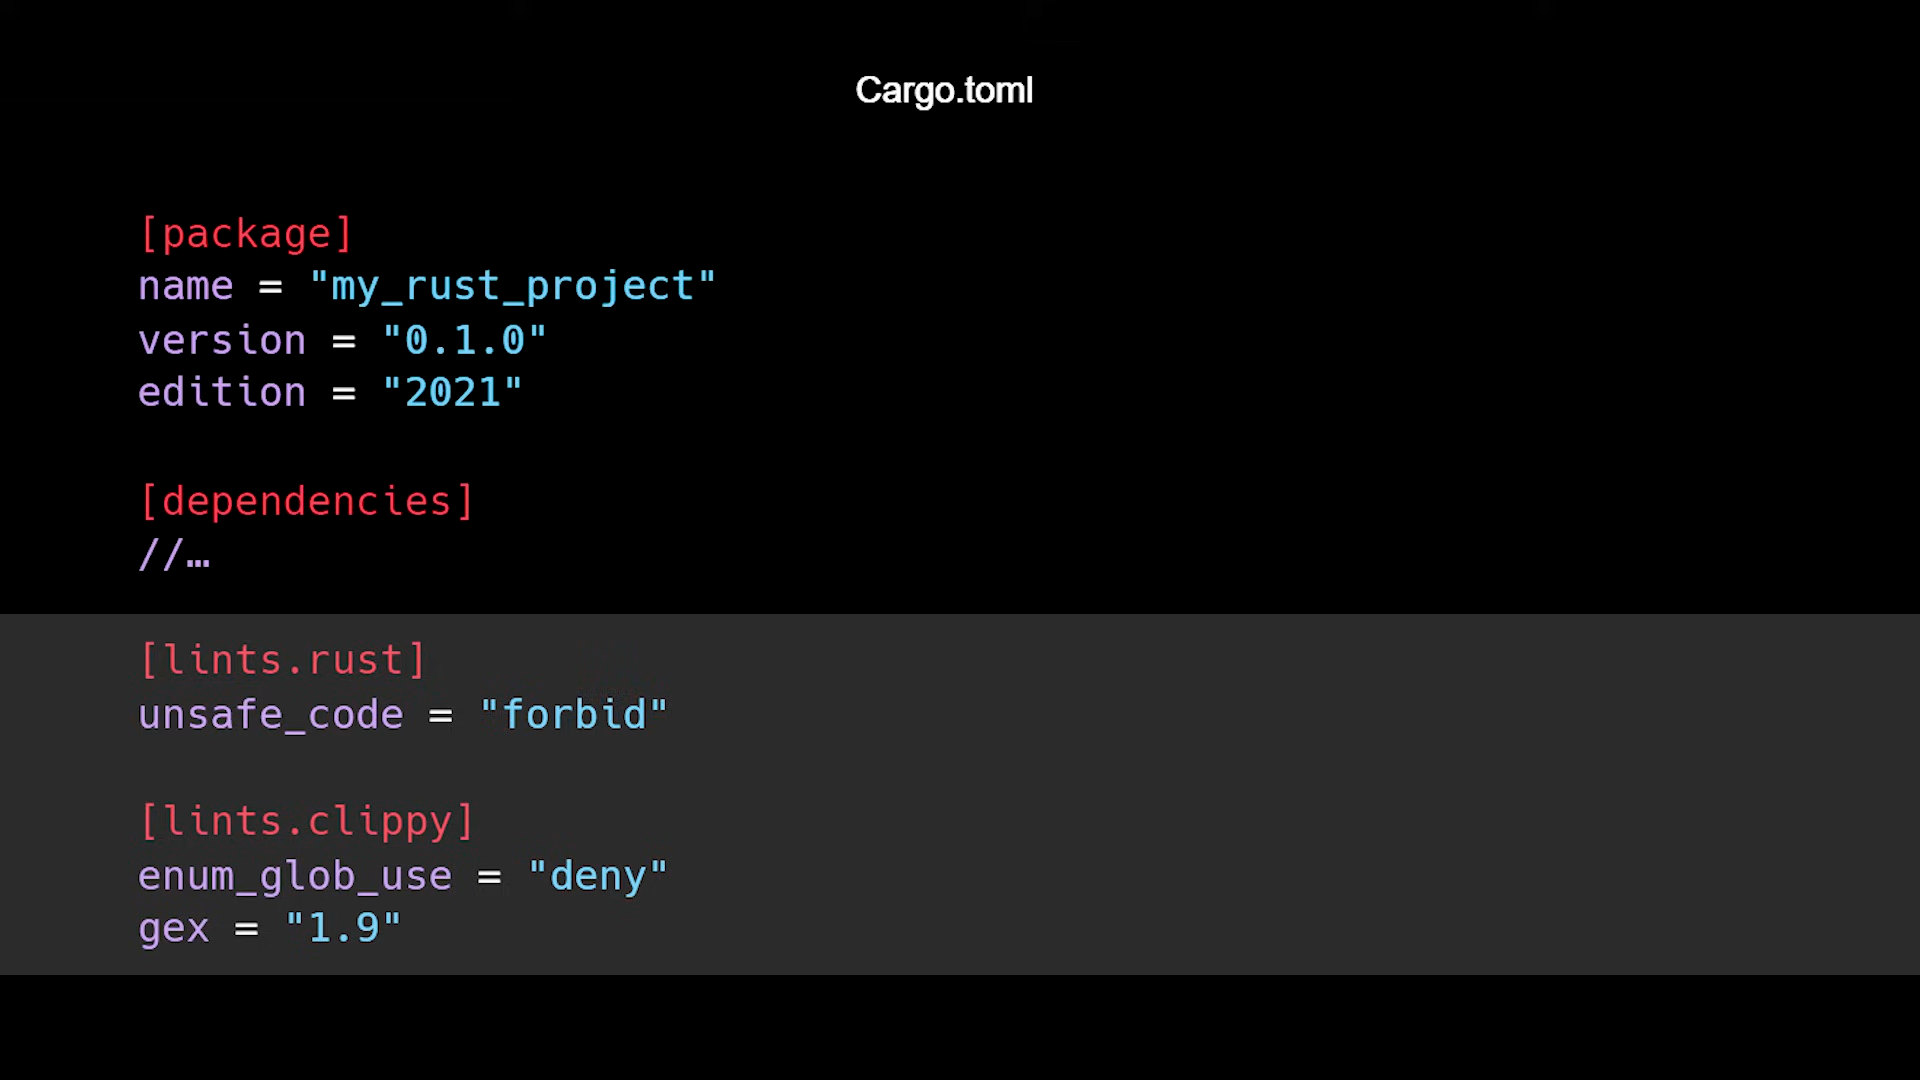 Cargo.toml
[package]
name = "my_rust_project"
version = "0.1.0"
edition = "2021"
[dependencies]
//…
[lints.rust]
unsafe_code = "forbid"
[lints.clippy]
enum_glob_use = "deny"
gex = "1.9"